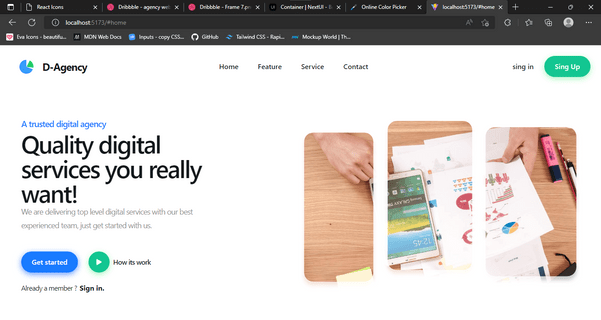 React Icons
Dribbble - agency web
Dribbble - Frame 7.pn
Container | NextUI - B
Online Color Picker
localhost:5173/#home
localhost:5173/#home
Eva Icons - beautifu...
MDN Web Docs
Inputs - copy CSS...
GitHub
Tailwind CSS - Rapi...
Mockup World | Th...
D-Agency
Home
Feature
Service
Contact
sing in
Sing Up
A trusted digital agency
Quality digital
services you really
want!
We are delivering top level digital services with our best
experienced team, just get started with us.
Get started
How its work
Already a member ? Sign in.